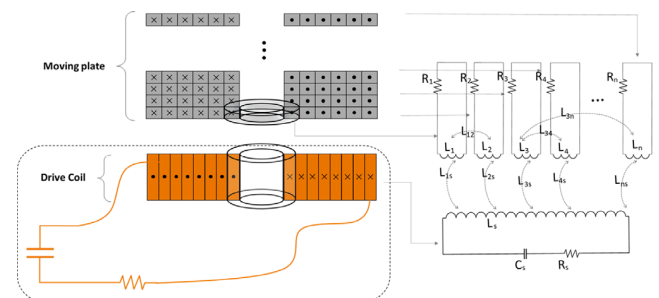 Moving plate
Drive Coil
R1
R2
R3
R4
Rn
...
L3n
L12
L34
L1
L2
L3
L4
Ln
L1s
L2s
L3s
L4s
Lns
Ls
Cs
Rs